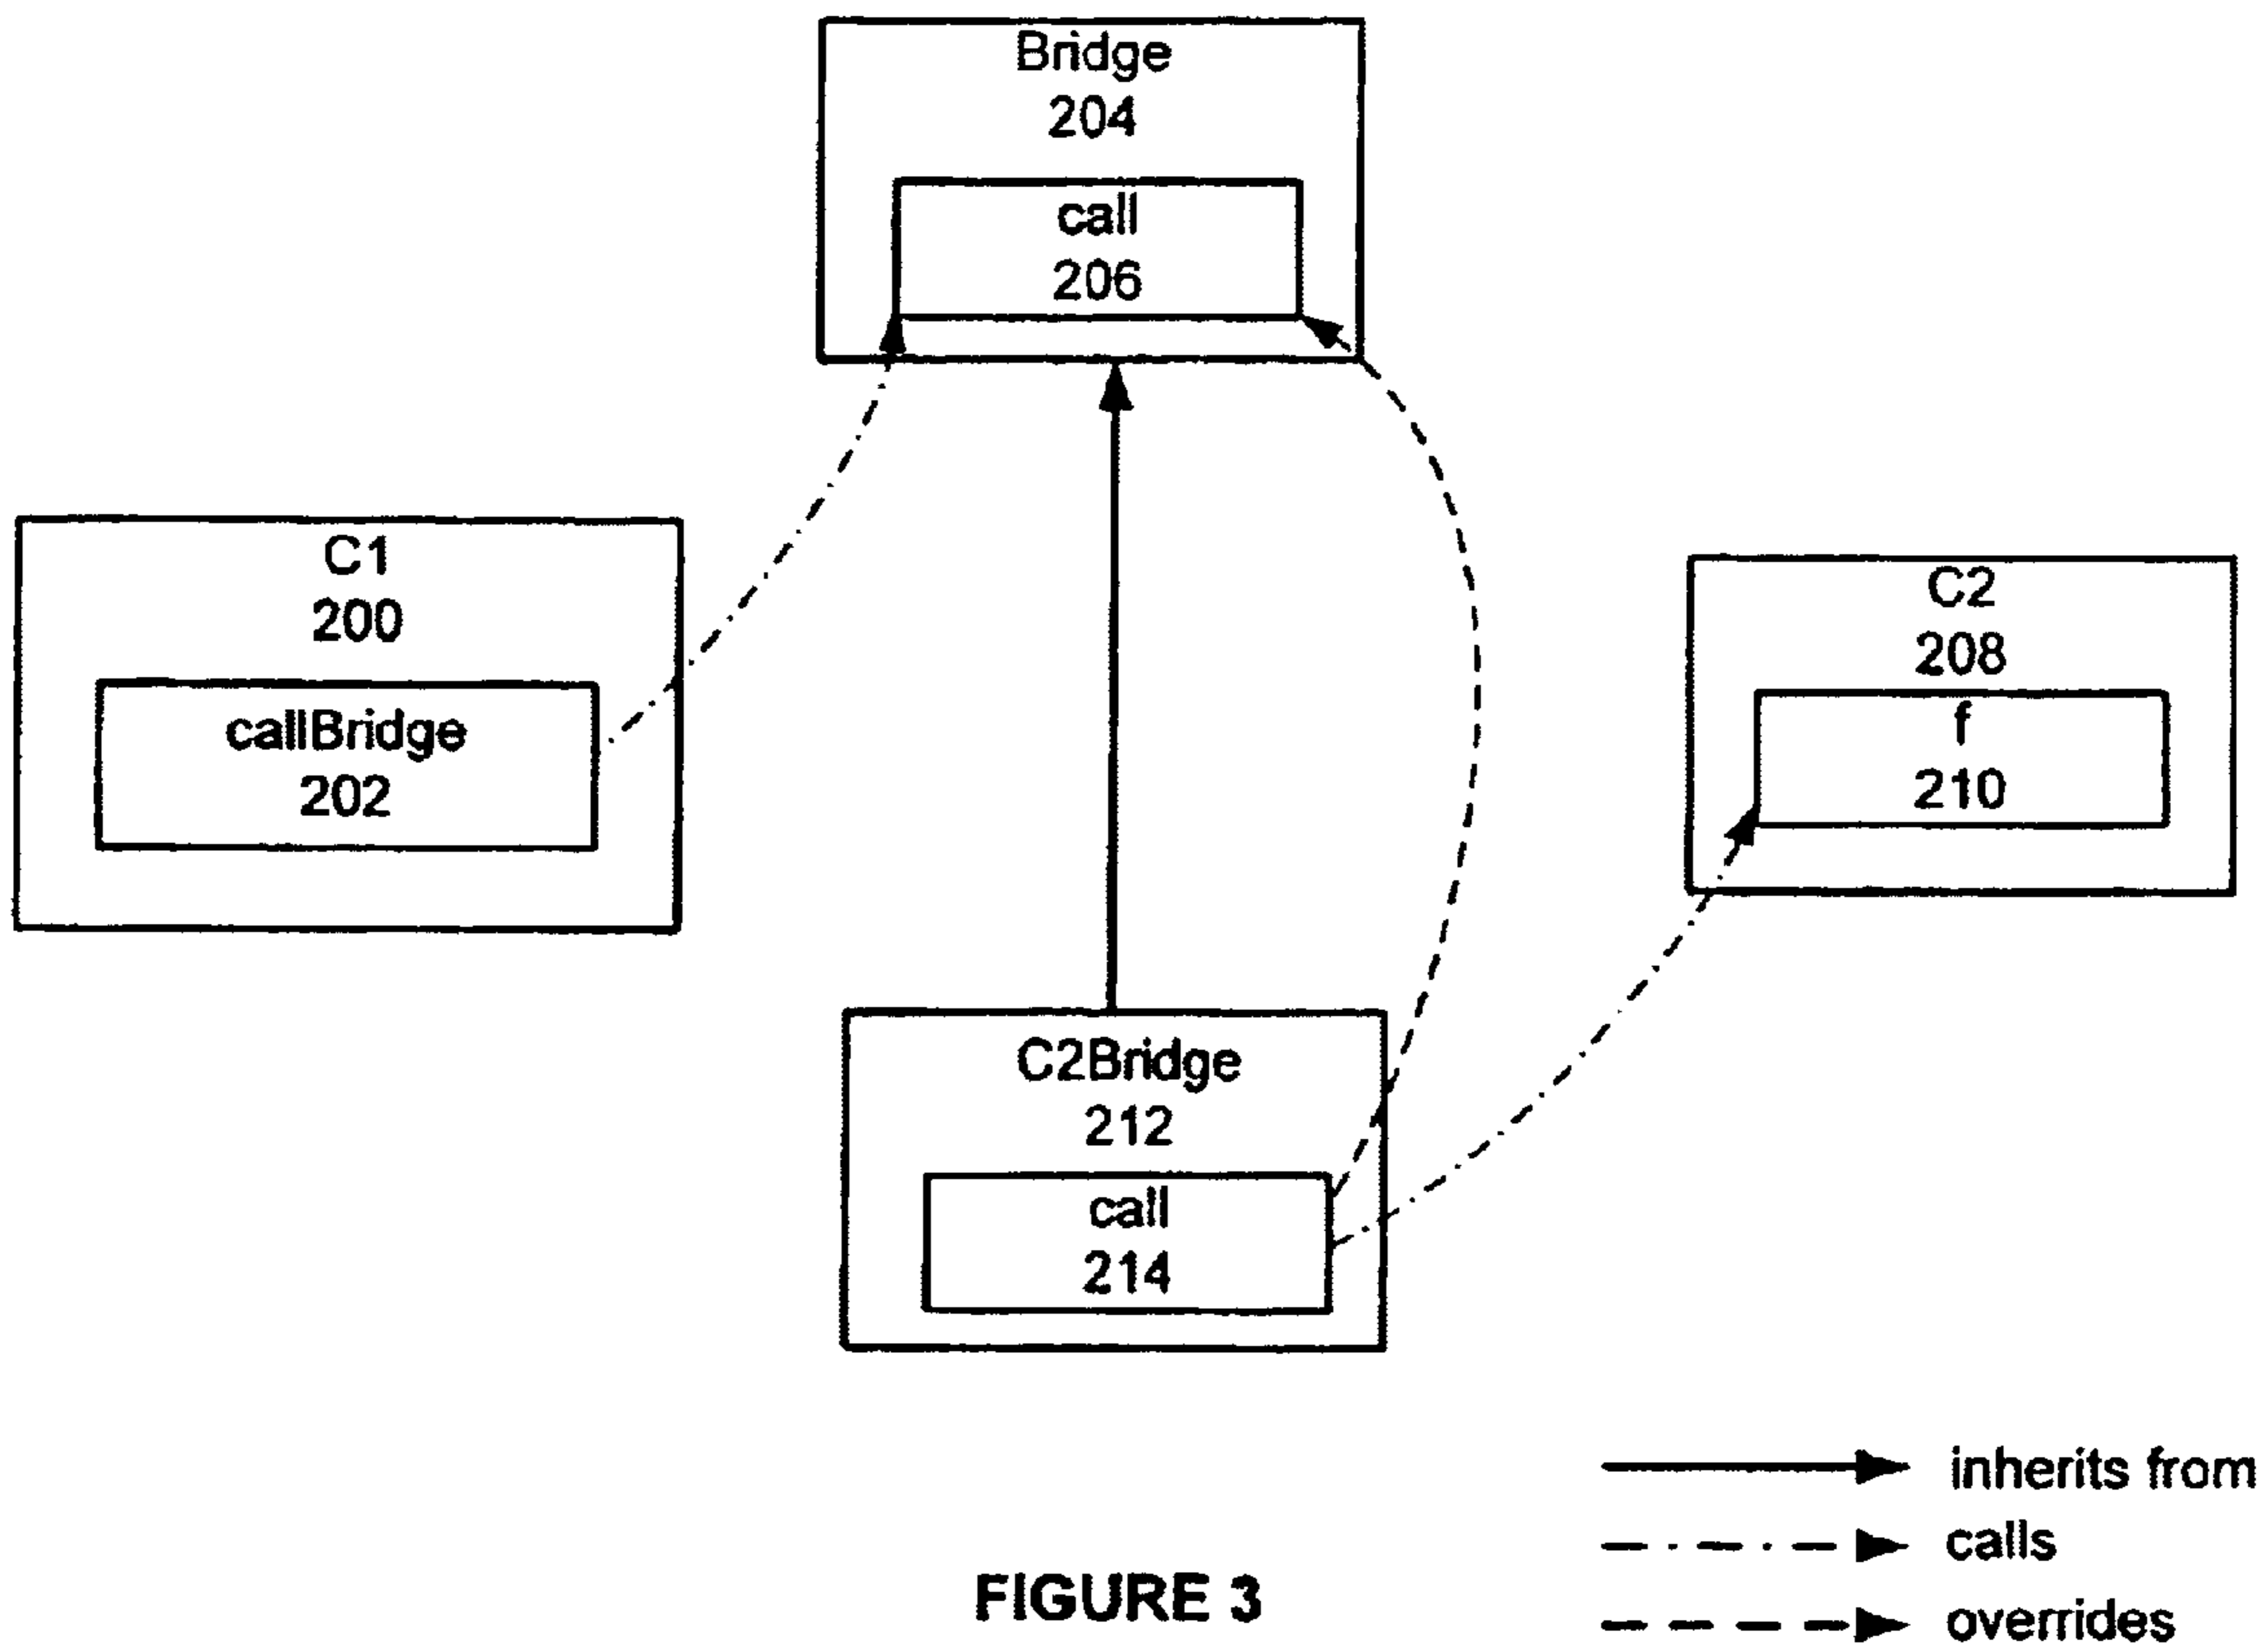 Bridge
204
call
206
C1
200
callBridge
202
C2
208
f
210
C2Bridge
212
call
214
inherits from
calls
overrides
FIGURE 3